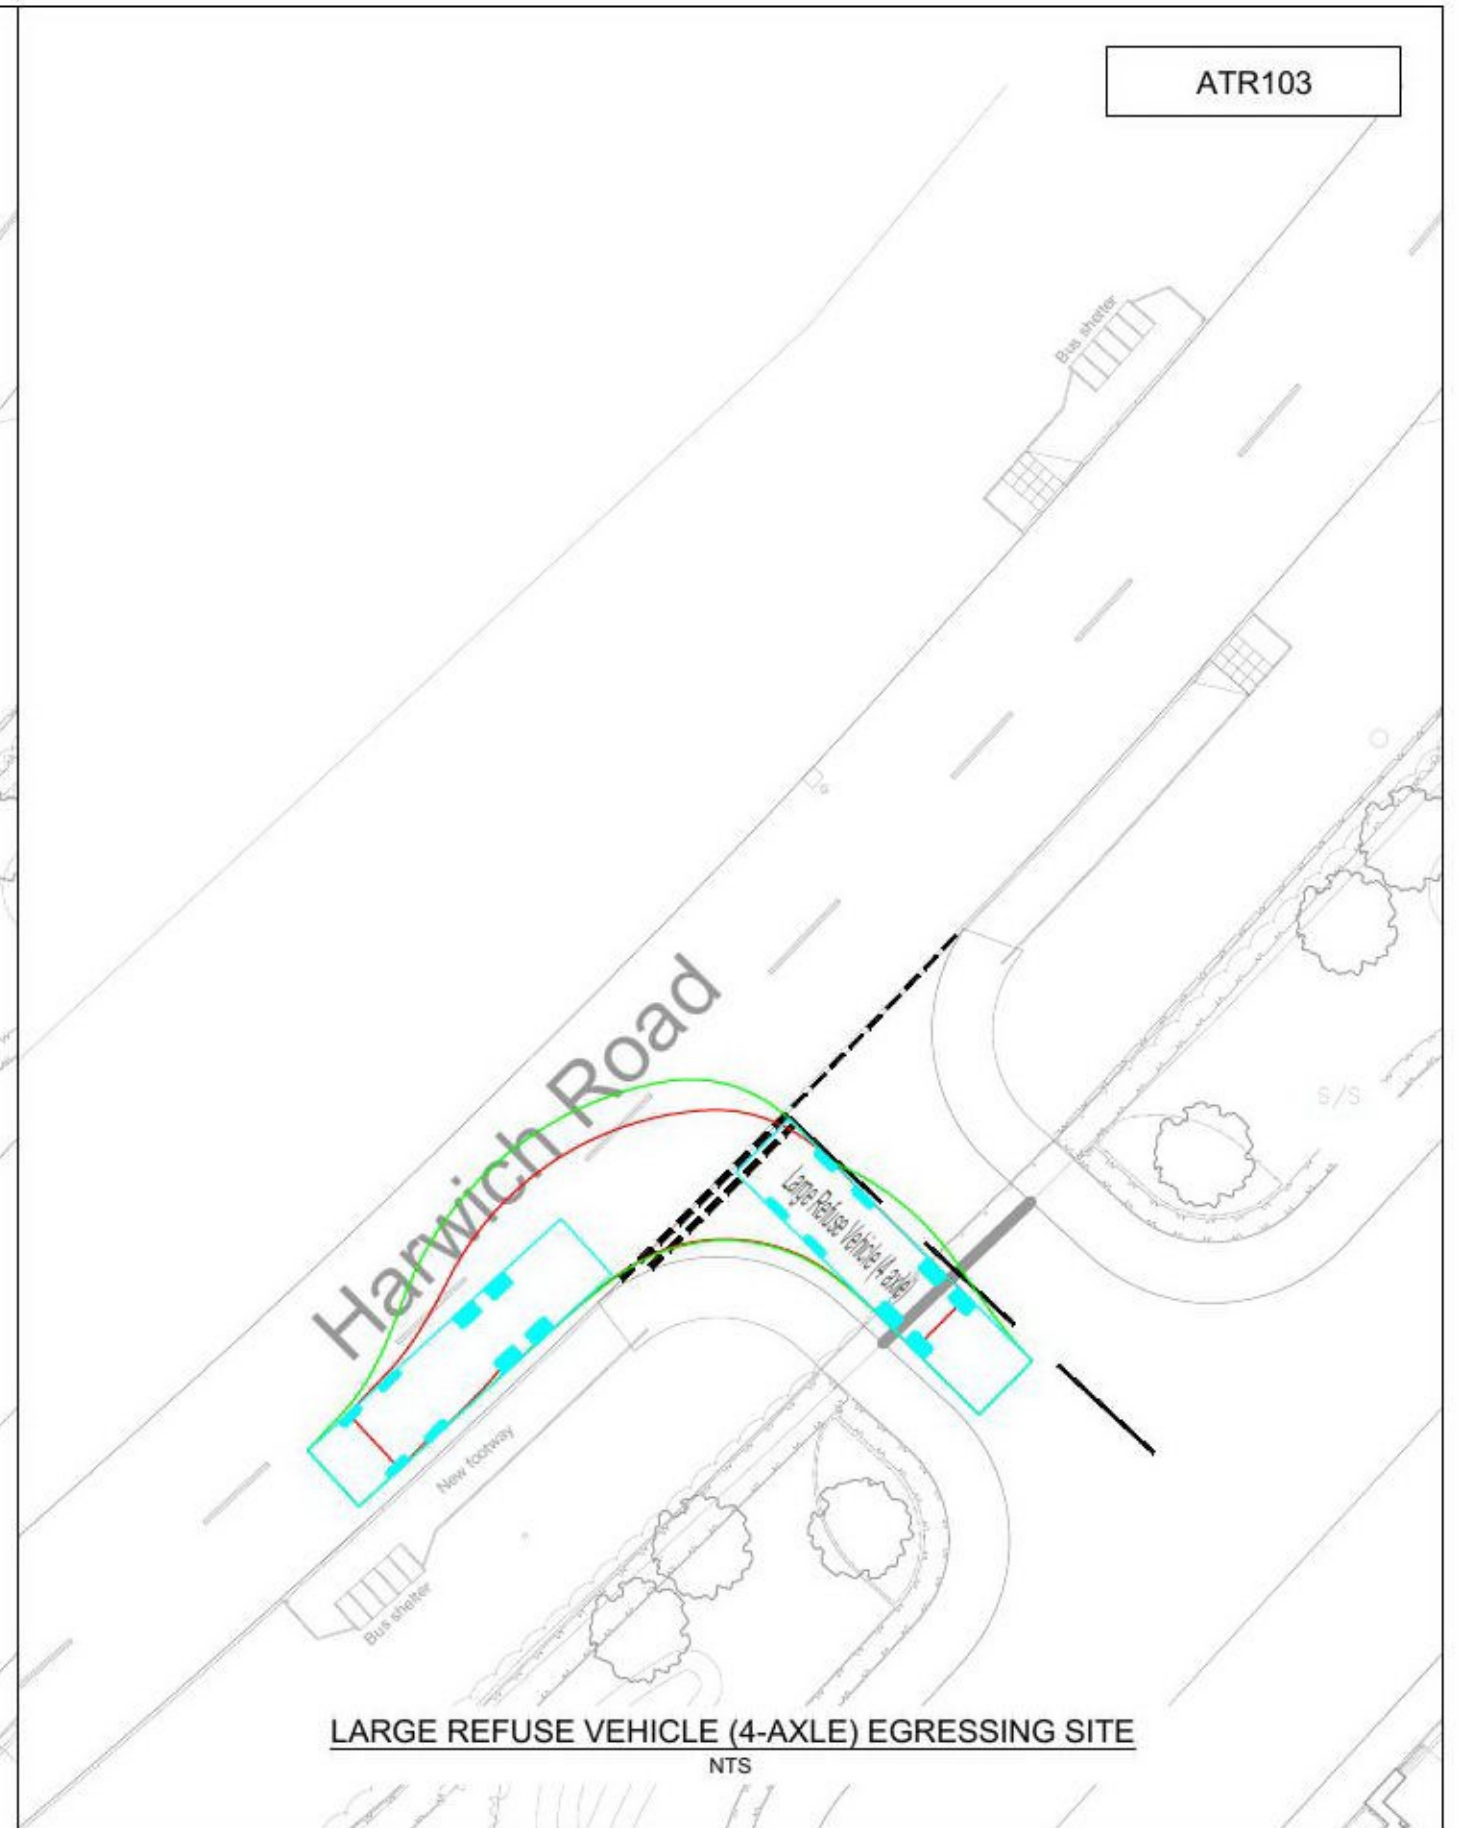 ATR103
Bus shelter
G
Harwich Road
S/S
Large Refuse Vehicle (4 axle)
New footway
Bus shelter
LARGE REFUSE VEHICLE (4-AXLE) EGRESSING SITE
NTS